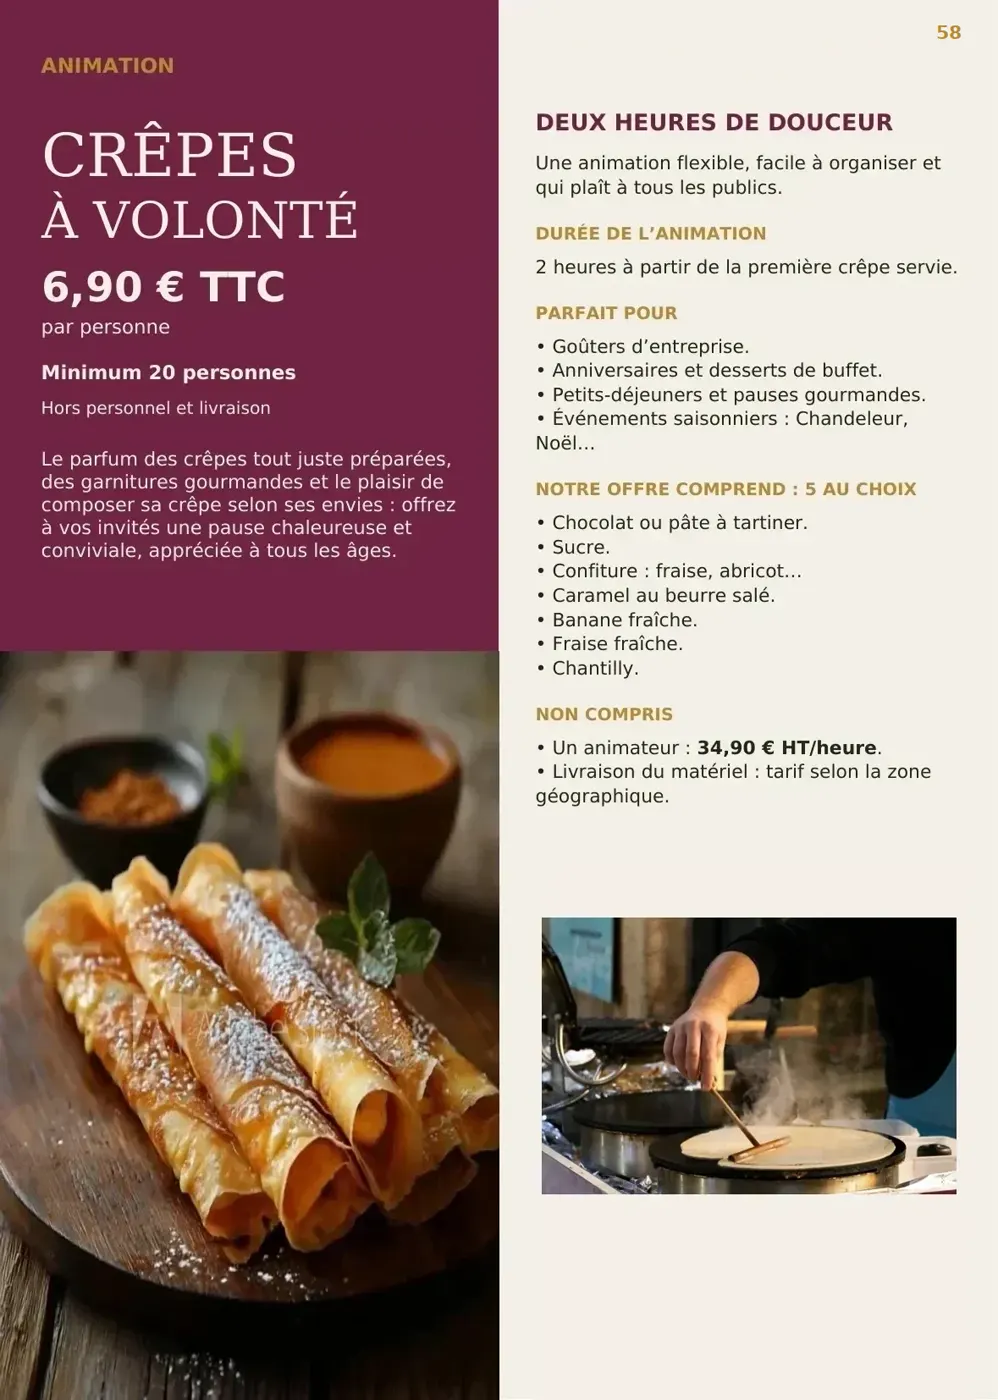 58
ANIMATION
CRÊPES
À VOLONTÉ
6,90 € TTC
par personne
Minimum 20 personnes
Hors personnel et livraison
Le parfum des crêpes tout juste préparées,
des garnitures gourmandes et le plaisir de
composer sa crêpe selon ses envies : offrez
à vos invités une pause chaleureuse et
conviviale, appréciée à tous les âges.
Adobe Stock
DEUX HEURES DE DOUCEUR
Une animation flexible, facile à organiser et
qui plaît à tous les publics.
DURÉE DE L’ANIMATION
2 heures à partir de la première crêpe servie.
PARFAIT POUR
• Goûters d’entreprise.
• Anniversaires et desserts de buffet.
• Petits-déjeuners et pauses gourmandes.
• Événements saisonniers : Chandeleur,
Noël…
NOTRE OFFRE COMPREND : 5 AU CHOIX
• Chocolat ou pâte à tartiner.
• Sucre.
• Confiture : fraise, abricot…
• Caramel au beurre salé.
• Banane fraîche.
• Fraise fraîche.
• Chantilly.
NON COMPRIS
• Un animateur : 34,90 € HT/heure.
• Livraison du matériel : tarif selon la zone
géographique.